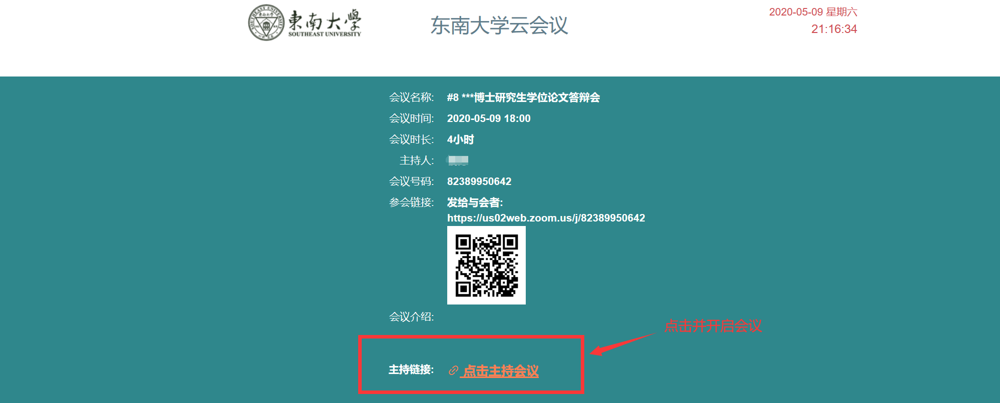 東南大學
SOUTHEAST UNIVERSITY
东南大学云会议
2020-05-09 星期六
21:16:34
会议名称: #8 ***博士研究生学位论文答辩会
会议时间: 2020-05-09 18:00
会议时长: 4小时
主持人:
会议号码: 82389950642
参会链接: 发给与会者:
https://us02web.zoom.us/j/82389950642
会议介绍:
点击并开启会议
主持链接: 点击主持会议